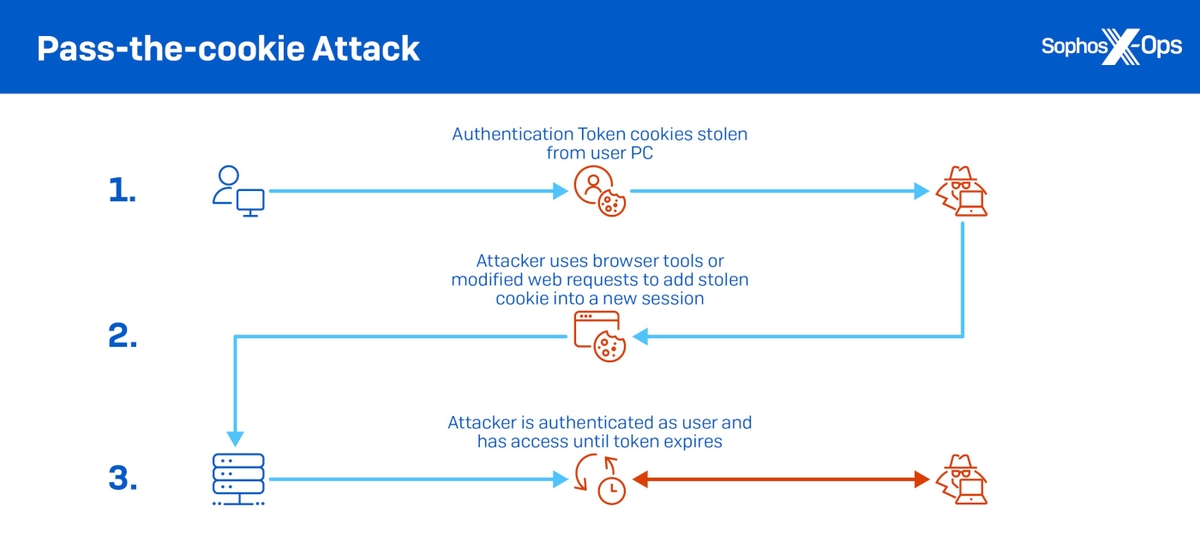 Pass-the-cookie Attack
Sophos X-Ops
Authentication Token cookies stolen
from user PC
1.
Attacker uses browser tools or
modified web requests to add stolen
cookie into a new session
2.
Attacker is authenticated as user and
has access until token expires
3.